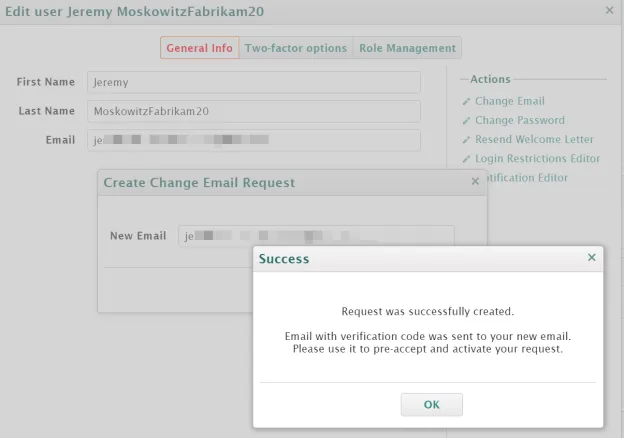 Edit user Jeremy MoskowitzFabrikam20
General Info Two-factor options Role Management
First Name Jeremy
Last Name MoskowitzFabrikam20
Email je
Actions
Change Email
Change Password
Resend Welcome Letter
Login Restrictions Editor
tification Editor
Create Change Email Request
New Email je
Success
Request was successfully created.
Email with verification code was sent to your new email.
Please use it to pre-accept and activate your request.
OK